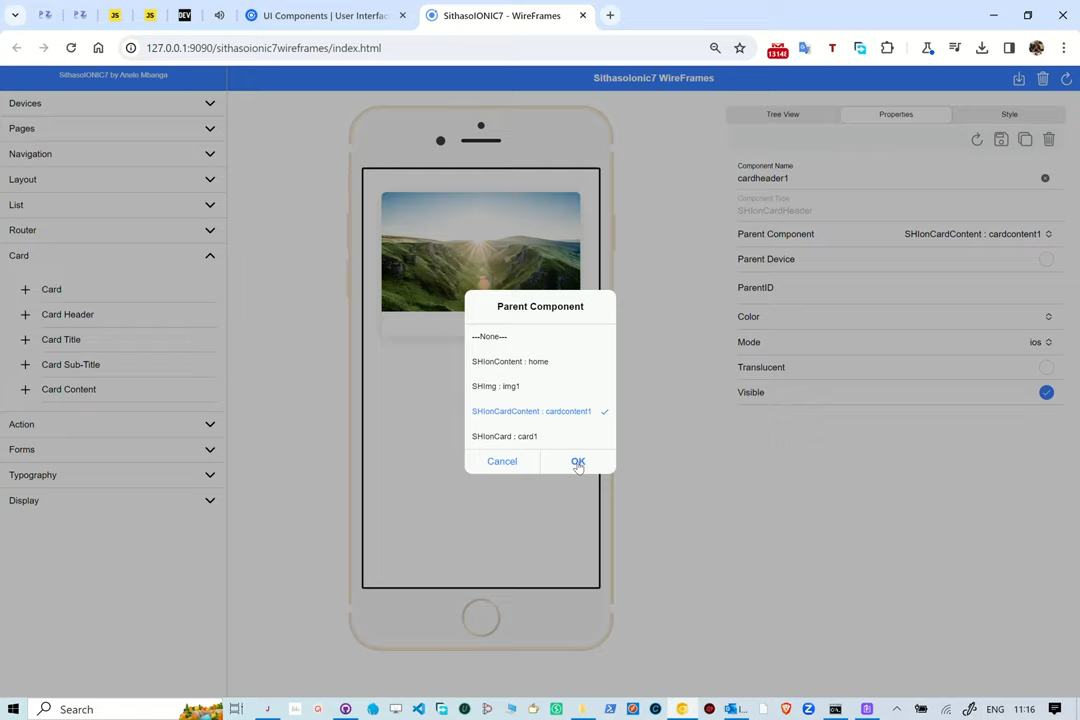 UI Components | User Interfac
SithasoIONIC7 - WireFrames
127.0.0.1:9090/sithasoionic7wireframes/index.html
13148
SithasoIONIC7 by Anele Mbanga
SithasoIonic7 WireFrames
Devices
Pages
Navigation
Layout
List
Router
Card
Card
Card Header
Card Title
Card Sub-Title
Card Content
Action
Forms
Typography
Display
Parent Component
---None---
SHIonContent : home
SHImg : img1
SHIonCardContent : cardcontent1
SHIonCard : card1
Cancel
OK
Tree View
Properties
Style
Component Name
cardheader1
Component Type
SHIonCardHeader
Parent Component
SHIonCardContent : cardcontent1
Parent Device
ParentID
Color
Mode
ios
Translucent
Visible
Search
ENG
11:16